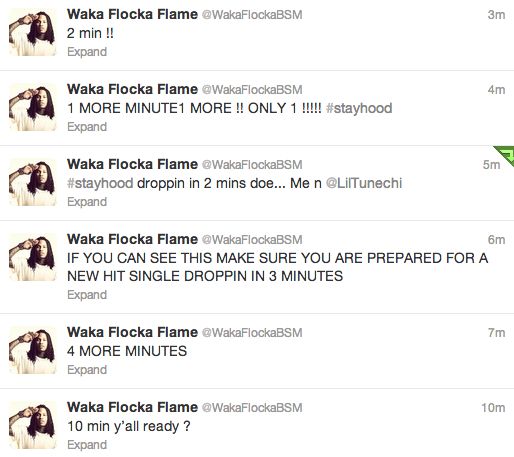 Waka Flocka Flame @WakaFlockaBSM 3m
2 min !!
Expand
Waka Flocka Flame @WakaFlockaBSM 4m
1 MORE MINUTE1 MORE !! ONLY 1 !!!!! #stayhood
Expand
Waka Flocka Flame @WakaFlockaBSM 5m
#stayhood droppin in 2 mins doe... Me n @LilTunechi
Expand
Waka Flocka Flame @WakaFlockaBSM 6m
IF YOU CAN SEE THIS MAKE SURE YOU ARE PREPARED FOR A
NEW HIT SINGLE DROPPIN IN 3 MINUTES
Expand
Waka Flocka Flame @WakaFlockaBSM 7m
4 MORE MINUTES
Expand
Waka Flocka Flame @WakaFlockaBSM 10m
10 min y'all ready ?
Expand